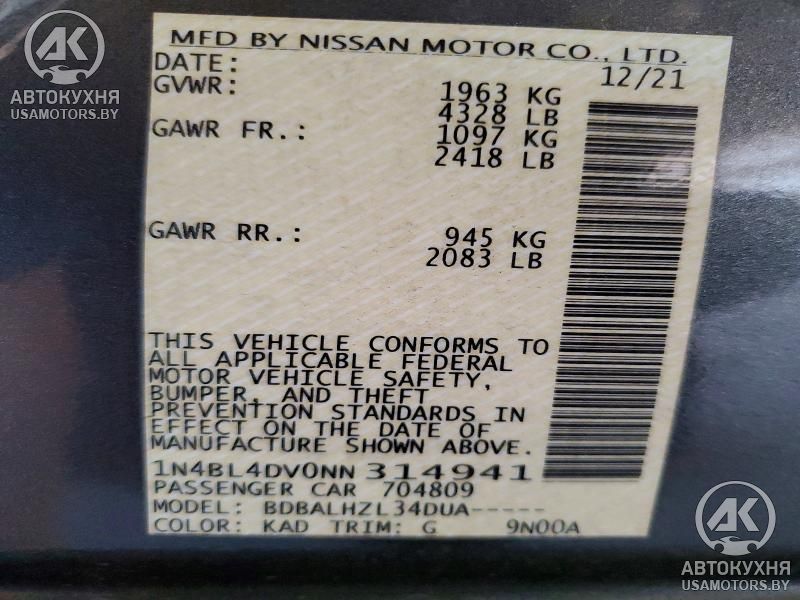 MFD BY NISSAN MOTOR CO., LTD.
DATE: 12/21
GVWR: 1963 KG
4328 LB
GAWR FR.: 1097 KG
2418 LB
GAWR RR.: 945 KG
2083 LB
THIS VEHICLE CONFORMS TO
ALL APPLICABLE FEDERAL
MOTOR VEHICLE SAFETY,
BUMPER, AND THEFT
PREVENTION STANDARDS IN
EFFECT ON THE DATE OF
MANUFACTURE SHOWN ABOVE.
1N4BL4DV0NN 314941
PASSENGER CAR 704809
MODEL: BDBALHZL34DUA-----
COLOR: KAD TRIM: G 9N00A
АК
АВТОКУХНЯ
USAMOTORS.BY
АК
АВТОКУХНЯ
USAMOTORS.BY